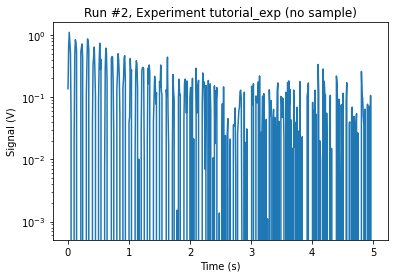 Run #2, Experiment tutorial_exp (no sample)
Signal (V)
10⁰
10⁻¹
10⁻²
10⁻³
0 1 2 3 4 5
Time (s)